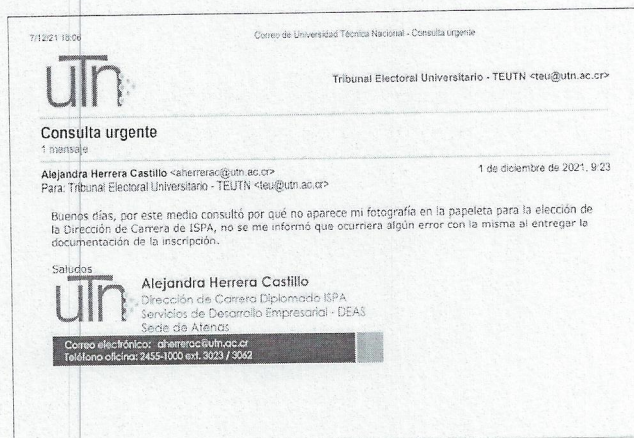 7/12/21 18:06
Correo de Universidad Técnica Nacional - Consulta urgente
utn
Tribunal Electoral Universitario - TEUTN <teu@utn.ac.cr>
Consulta urgente
1 mensaje
Alejandra Herrera Castillo <aherrerac@utn.ac.cr>
1 de diciembre de 2021, 9:23
Para: Tribunal Electoral Universitario - TEUTN <teu@utn.ac.cr>
Buenos días, por este medio consultó por qué no aparece mi fotografía en la papeleta para la elección de
la Dirección de Carrera de ISPA, no se me informó que ocurriera algún error con la misma al entregar la
documentación de la inscripción.
Saludos
utn
Alejandra Herrera Castillo
Dirección de Carrera Diplomado ISPA
Servicios de Desarrollo Empresarial - DEAS
Sede de Atenas
Correo electrónico: aherrerac@utn.ac.cr
Teléfono oficina: 2455-1000 ext. 3023 / 3062